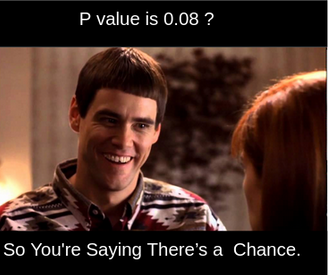 P value is 0.08 ?
So You're Saying There's a Chance.